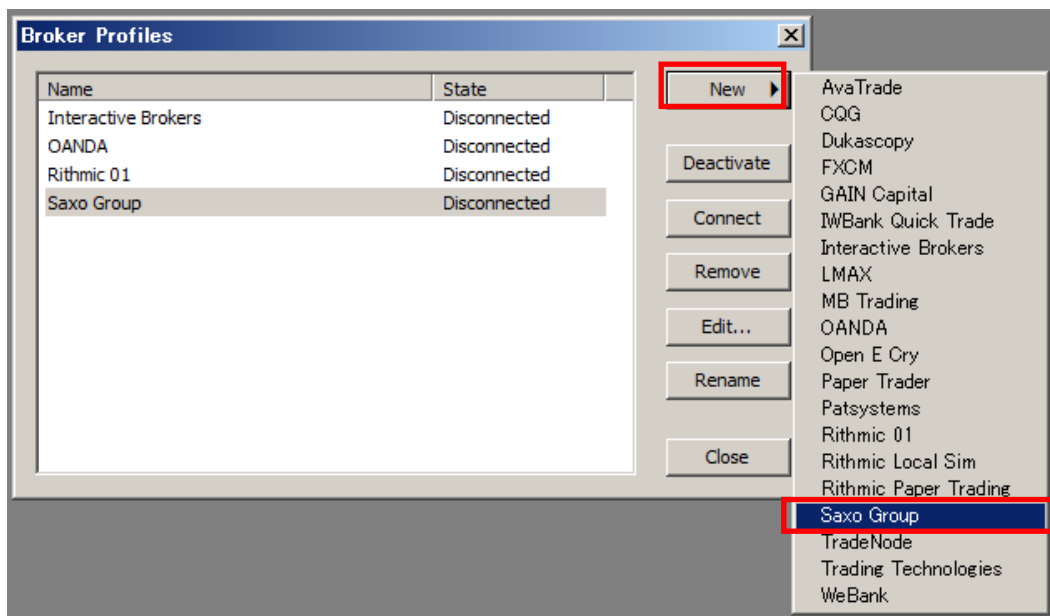 Broker Profiles
Name State
Interactive Brokers Disconnected
OANDA Disconnected
Rithmic 01 Disconnected
Saxo Group Disconnected
New
Deactivate
Connect
Remove
Edit...
Rename
Close
AvaTrade
CQG
Dukascopy
FXCM
GAIN Capital
IWBank Quick Trade
Interactive Brokers
LMAX
MB Trading
OANDA
Open E Cry
Paper Trader
Patsystems
Rithmic 01
Rithmic Local Sim
Rithmic Paper Trading
Saxo Group
TradeNode
Trading Technologies
WeBank